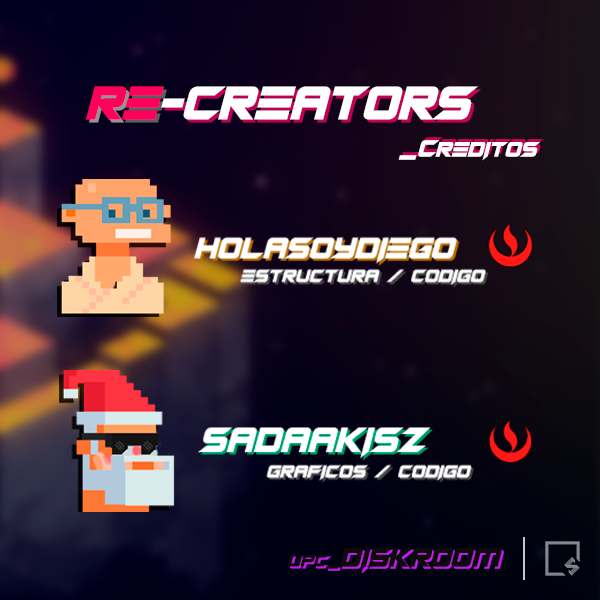 RE-CREATORS
_CREDITOS
HOLASOYDIEGO
ESTRUCTURA / CODIGO
SADAAKISZ
GRAFICOS / CODIGO
UPC_DISKROOM
S